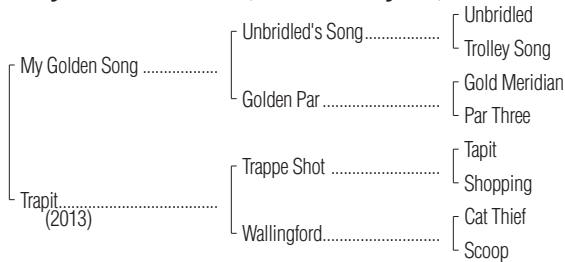 Unbridled
Unbridled's Song..................
Trolley Song
My Golden Song ..................
Gold Meridian
Golden Par ............................
Par Three
Tapit
Trappe Shot ..........................
Shopping
Trapit......................................
(2013)
Cat Thief
Wallingford............................
Scoop